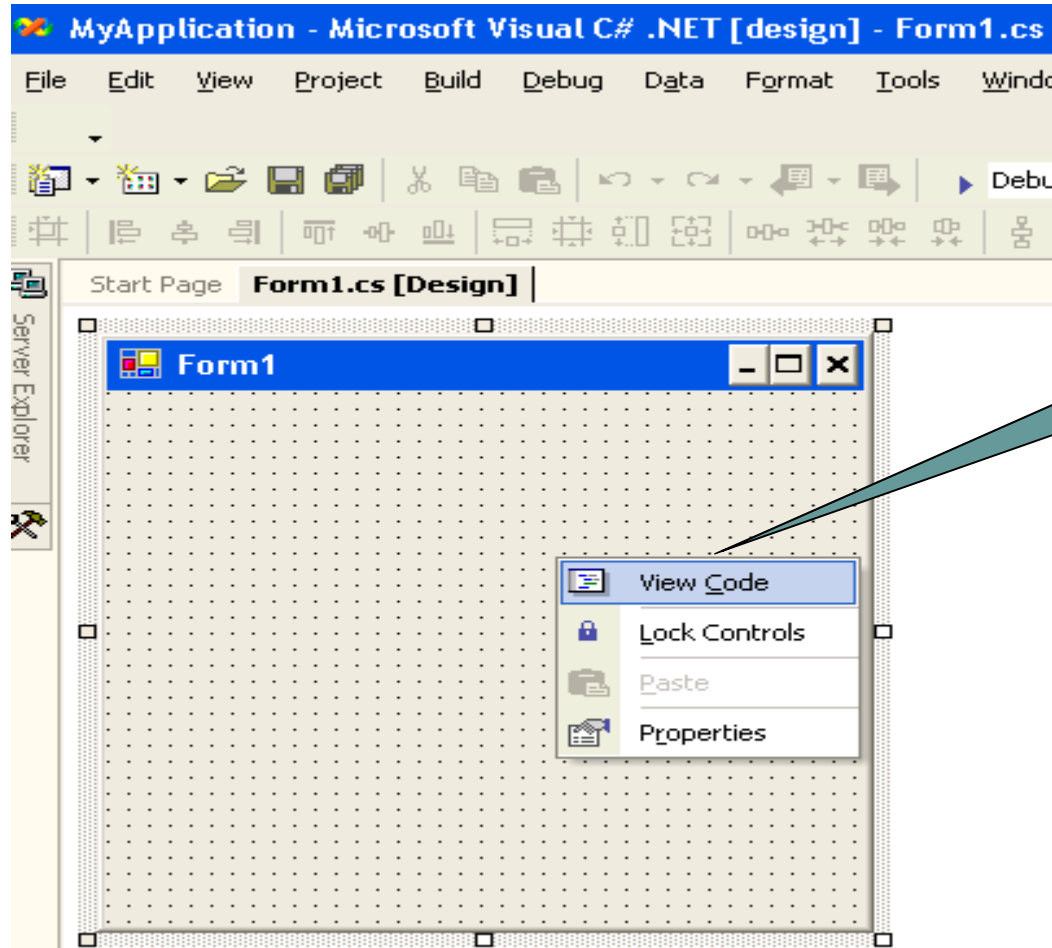 MyApplication - Microsoft Visual C# .NET [design] - Form1.cs
File Edit View Project Build Debug Data Format Tools Windo
Debu
Start Page Form1.cs [Design]
Server Explorer
Form1
View Code
Lock Controls
Paste
Properties